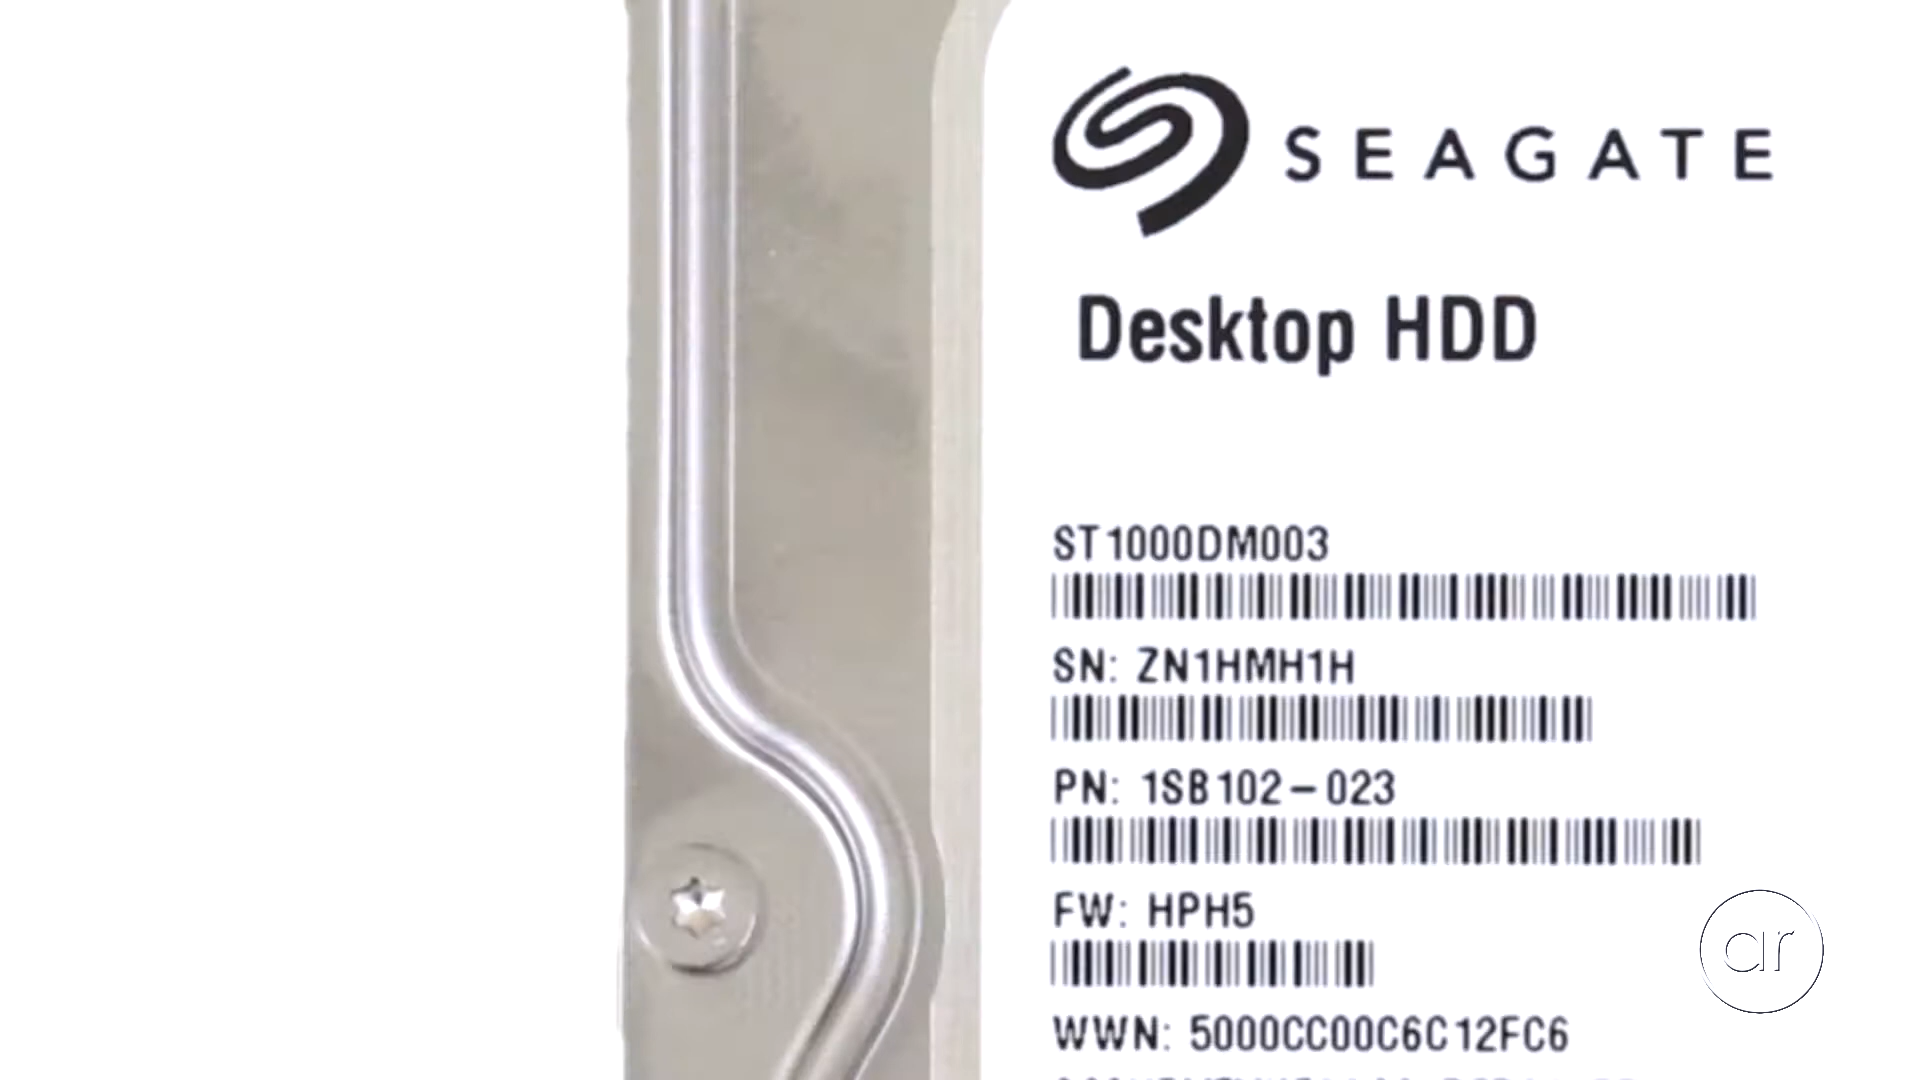 SEAGATE
Desktop HDD
ST1000DM003
SN: ZN1HMH1H
PN: 1SB102-023
FW: HPH5
WWN: 5000CC00C6C12FC6
ar